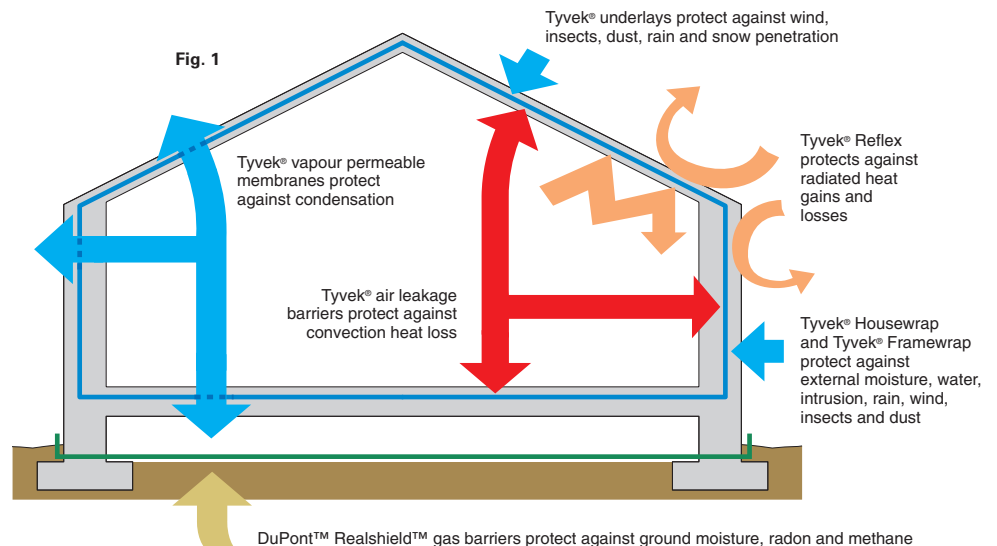 Tyvek® underlays protect against wind,
insects, dust, rain and snow penetration
Fig. 1
Tyvek® vapour permeable
membranes protect
against condensation
Tyvek® Reflex
protects against
radiated heat
gains and
losses
Tyvek® air leakage
barriers protect against
convection heat loss
Tyvek® Housewrap
and Tyvek® Framewrap
protect against
external moisture, water,
intrusion, rain, wind,
insects and dust
DuPont™ Realshield™ gas barriers protect against ground moisture, radon and methane